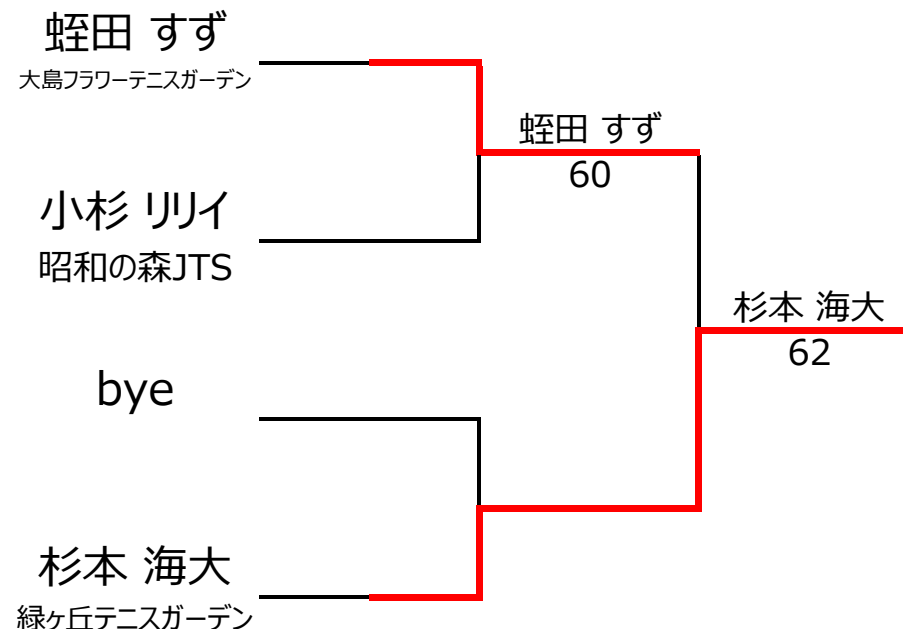 蛭田 すず
大島フラワーテニスガーデン
蛭田 すず
60
小杉 リリイ
昭和の森JTS
杉本 海大
62
bye
杉本 海大
緑ヶ丘テニスガーデン